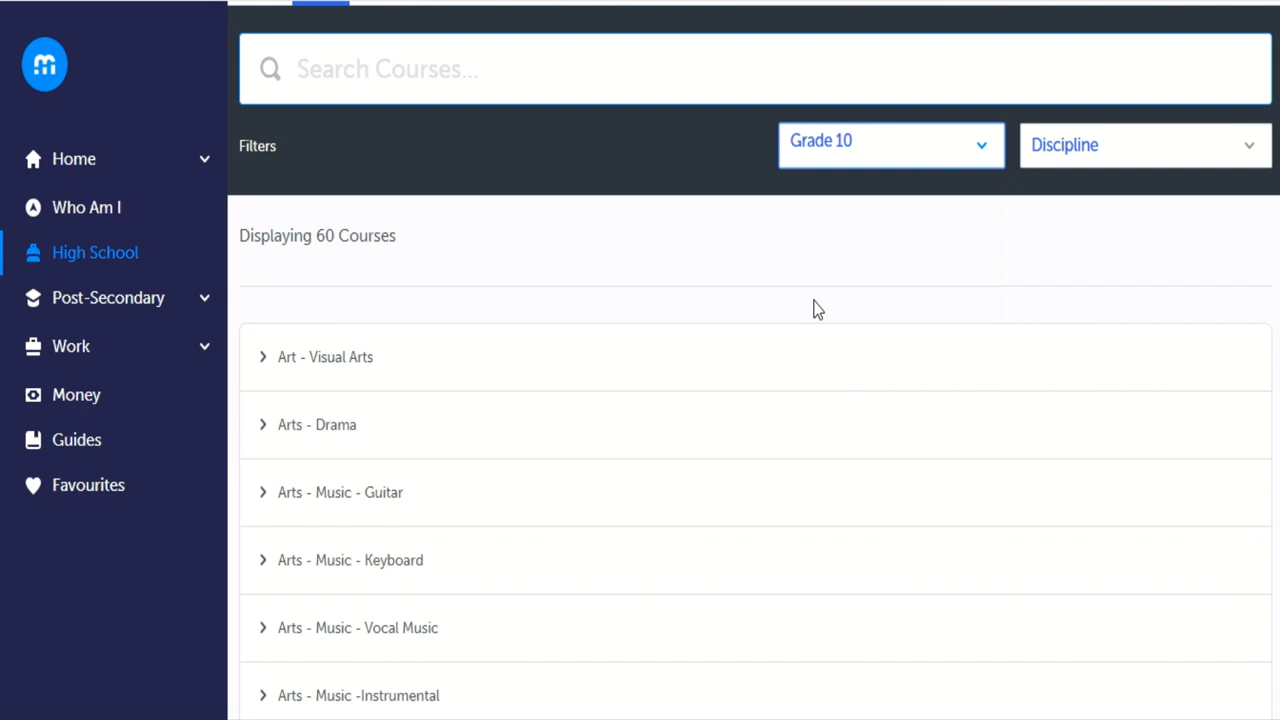 m
Home
Who Am I
High School
Post-Secondary
Work
Money
Guides
Favourites
Search Courses...
Filters
Grade 10
Discipline
Displaying 60 Courses
Art - Visual Arts
Arts - Drama
Arts - Music - Guitar
Arts - Music - Keyboard
Arts - Music - Vocal Music
Arts - Music -Instrumental